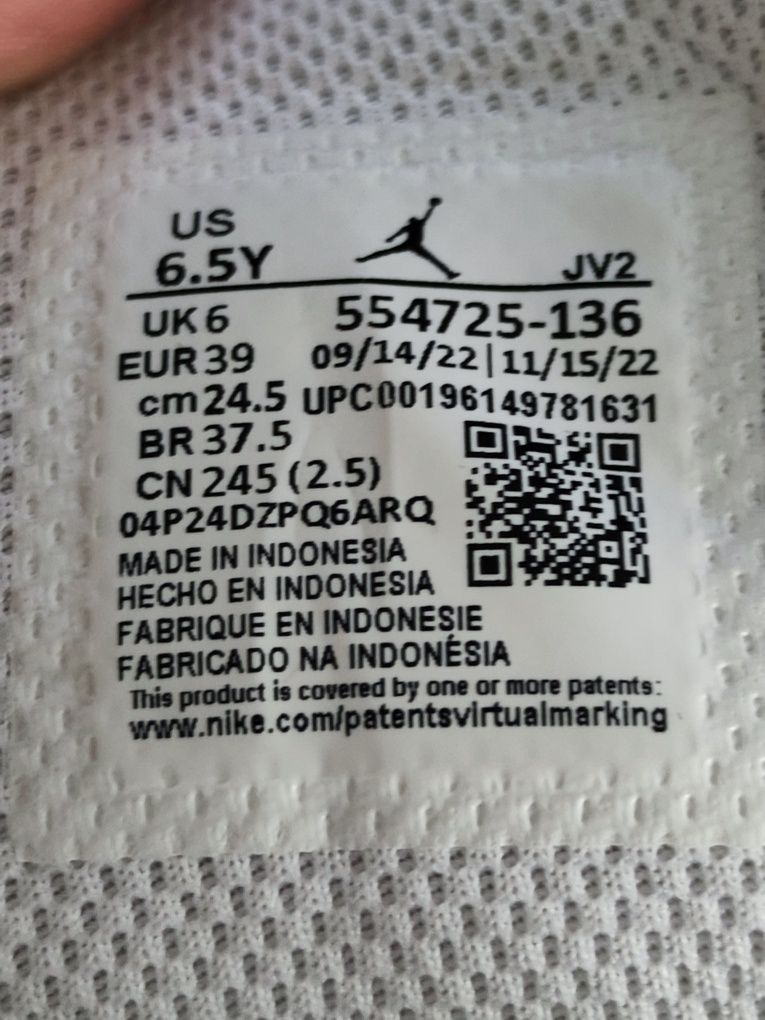 US
6.5Y JV2
UK 6 554725-136
EUR 39 09/14/22 | 11/15/22
cm 24.5 UPC00196149781631
BR 37.5
CN 245 (2.5)
04P24DZPQ6ARQ
MADE IN INDONESIA
HECHO EN INDONESIA
FABRIQUE EN INDONESIE
FABRICADO NA INDONÉSIA
This product is covered by one or more patents:
www.nike.com/patentsvirtualmarking